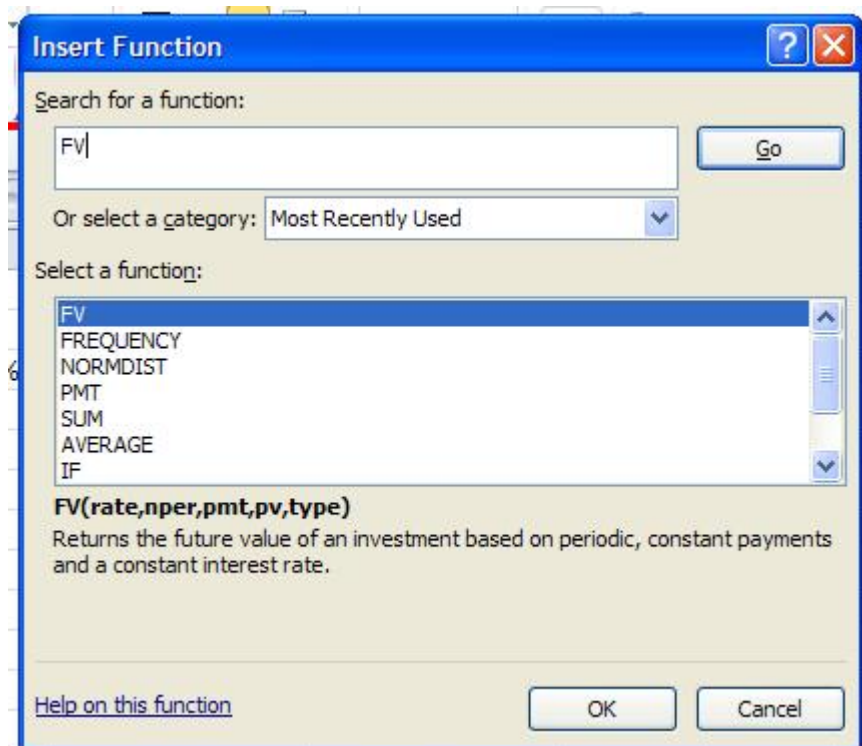 Insert Function
Search for a function:
FV
Go
Or select a category: Most Recently Used
Select a function:
FV
FREQUENCY
NORMDIST
PMT
SUM
AVERAGE
IF
FV(rate,nper,pmt,pv,type)
Returns the future value of an investment based on periodic, constant payments
and a constant interest rate.
Help on this function
OK
Cancel
%